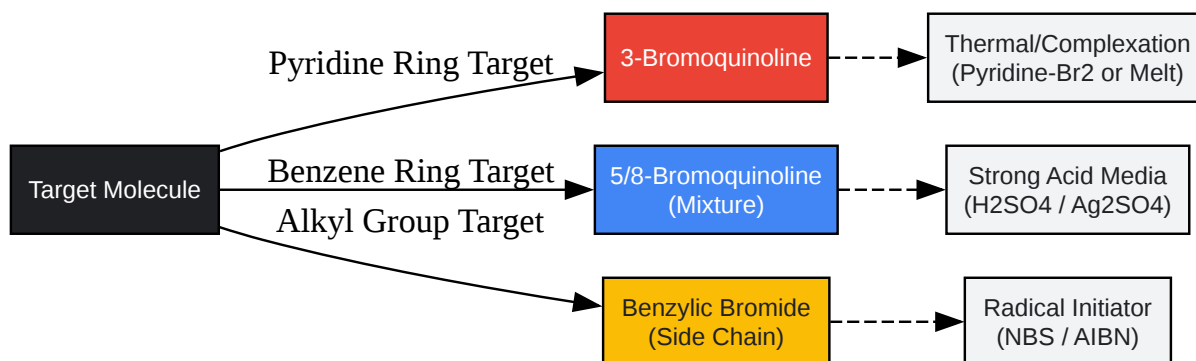 Pyridine Ring Target
3-Bromoquinoline
Thermal/Complexation
(Pyridine-Br2 or Melt)
Target Molecule
Benzene Ring Target
5/8-Bromoquinoline
(Mixture)
Strong Acid Media
(H2SO4 / Ag2SO4)
Alkyl Group Target
Benzylic Bromide
(Side Chain)
Radical Initiator
(NBS / AIBN)